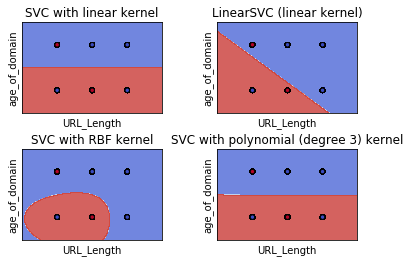 SVC with linear kernel
LinearSVC (linear kernel)
age_of_domain
age_of_domain
URL_Length
URL_Length
SVC with RBF kernel
SVC with polynomial (degree 3) kernel
age_of_domain
age_of_domain
URL_Length
URL_Length